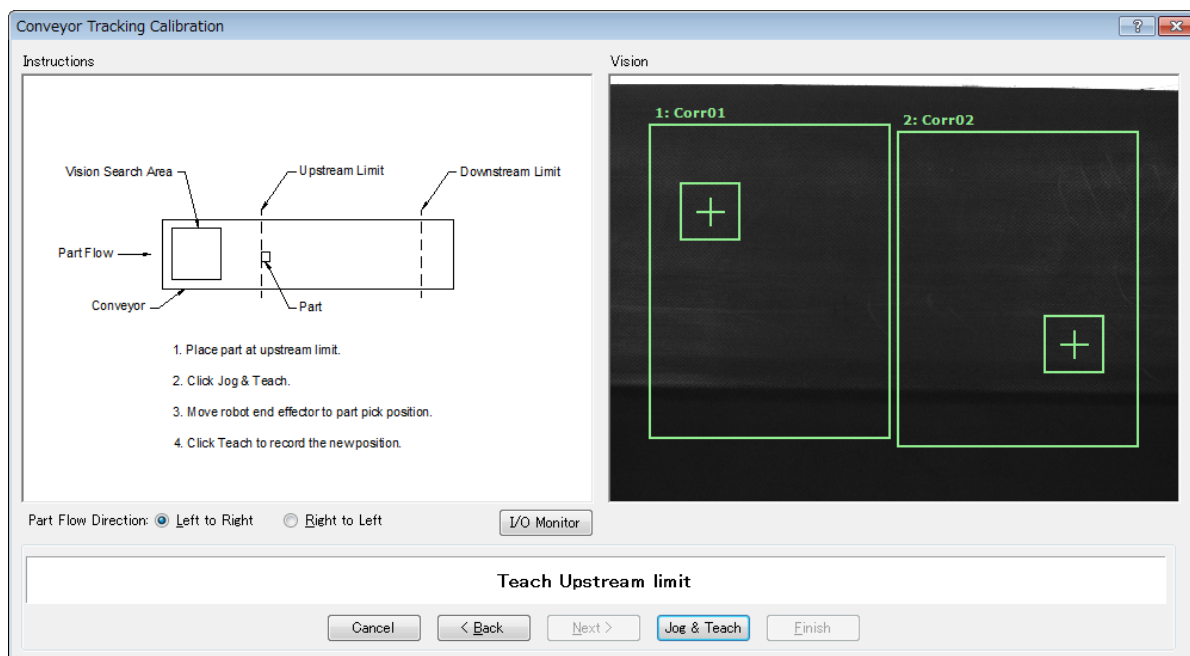 Conveyor Tracking Calibration
?
Instructions
Vision
Vision Search Area
Upstream Limit
Downstream Limit
Part Flow
Conveyor
Part
1. Place part at upstream limit.
2. Click Jog & Teach.
3. Move robot end effector to part pick position.
4. Click Teach to record the newposition.
1: Corr01
2: Corr02
Part Flow Direction: Left to Right Right to Left
I/O Monitor
Teach Upstream limit
Cancel < Back Next > Jog & Teach Finish